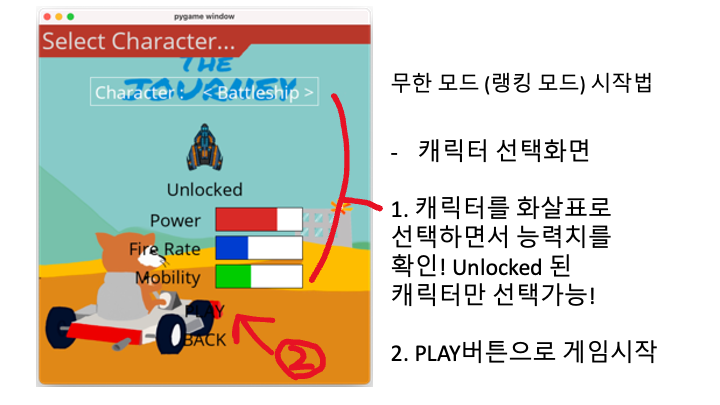 pygame window
Select Character...
THE
JOURNEY
Character : < Battleship >
Unlocked
Power
Fire Rate
Mobility
PLAY
BACK
2
무한 모드 (랭킹 모드) 시작법
- 캐릭터 선택화면
1. 캐릭터를 화살표로
선택하면서 능력치를
확인! Unlocked 된
캐릭터만 선택가능!
2. PLAY버튼으로 게임시작